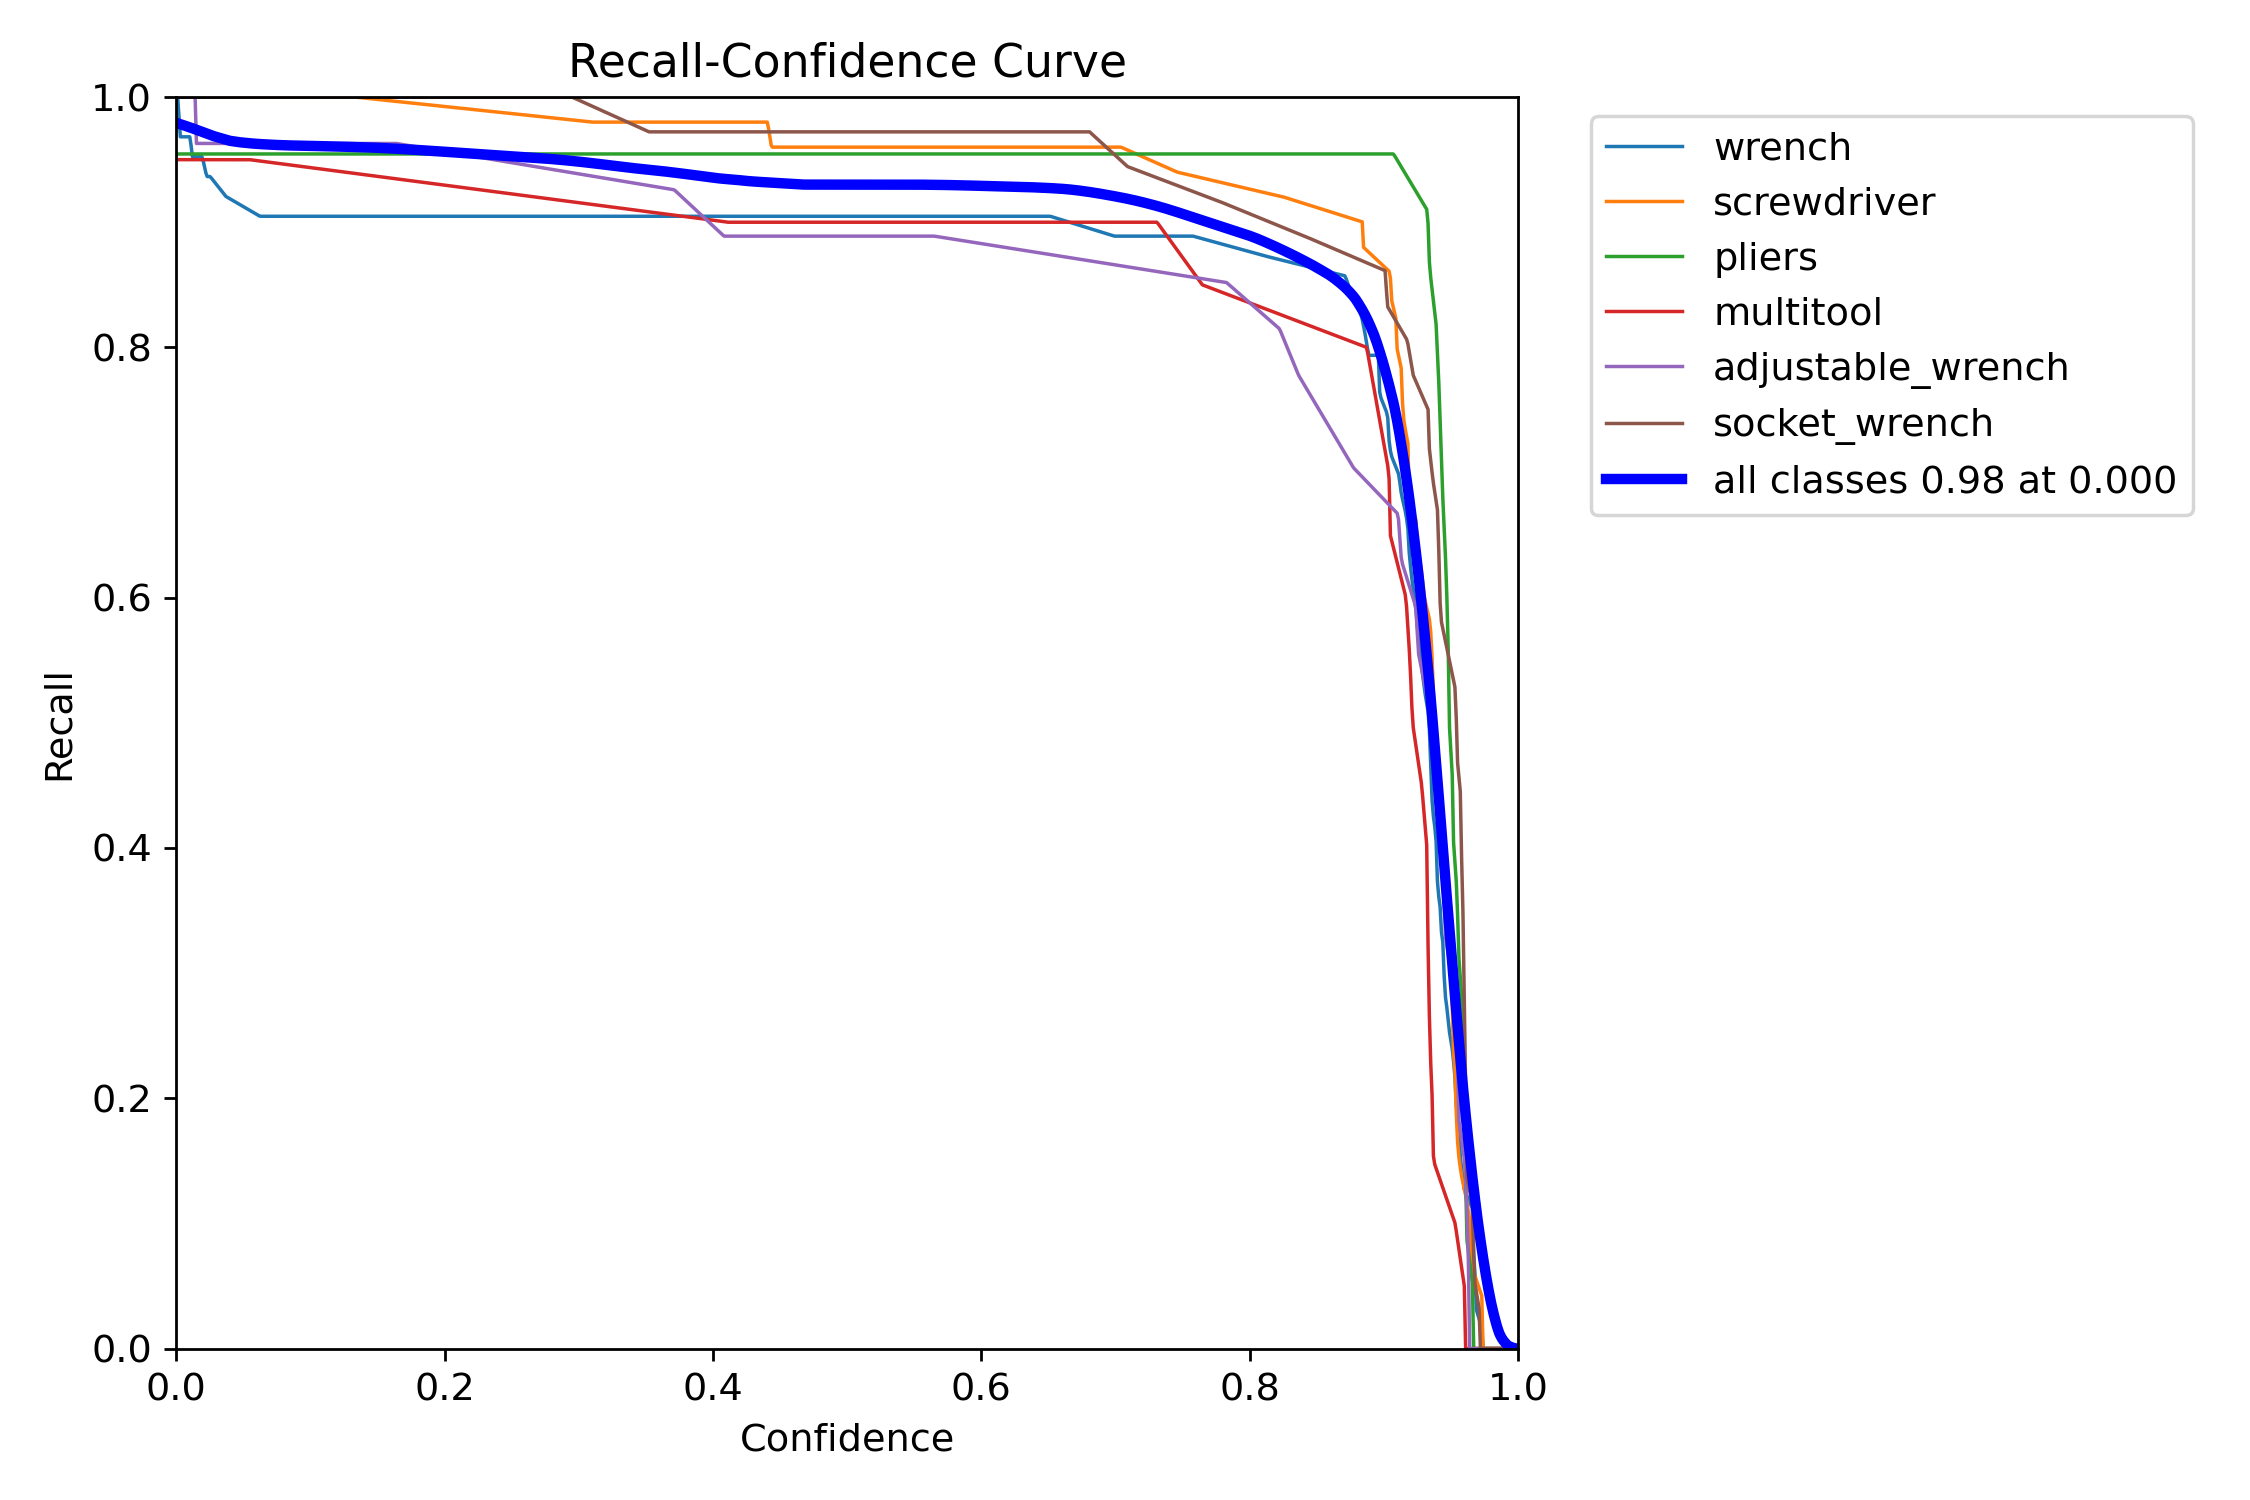 Recall-Confidence Curve
1.0
0.8
0.6
0.4
0.2
0.0
Recall
0.0 0.2 0.4 0.6 0.8 1.0
Confidence
wrench
screwdriver
pliers
multitool
adjustable_wrench
socket_wrench
all classes 0.98 at 0.000